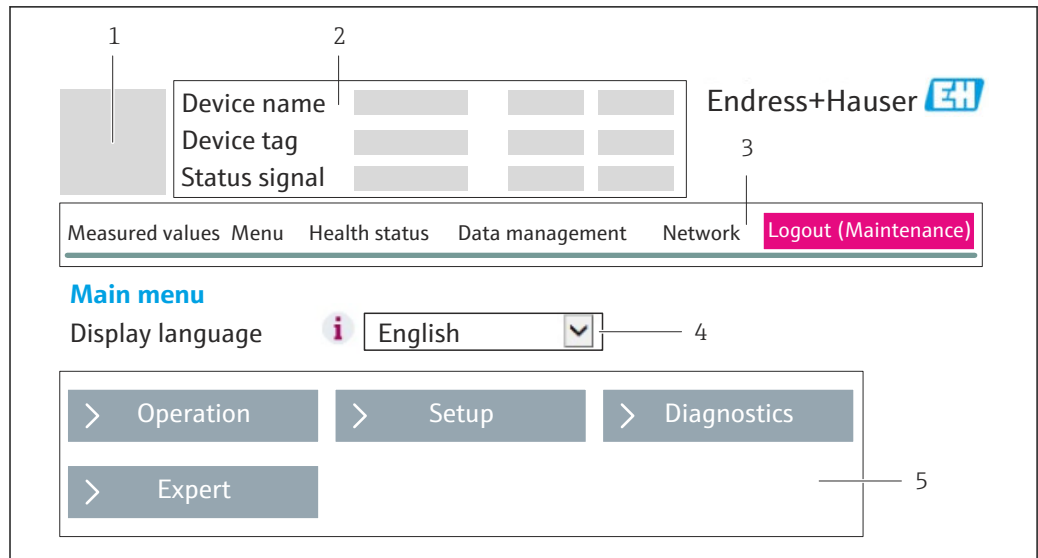 1
2
Device name
Device tag
Status signal
Endress+Hauser EH
3
Measured values Menu Health status Data management Network Logout (Maintenance)
Main menu
Display language i English 4
> Operation > Setup > Diagnostics
> Expert
5